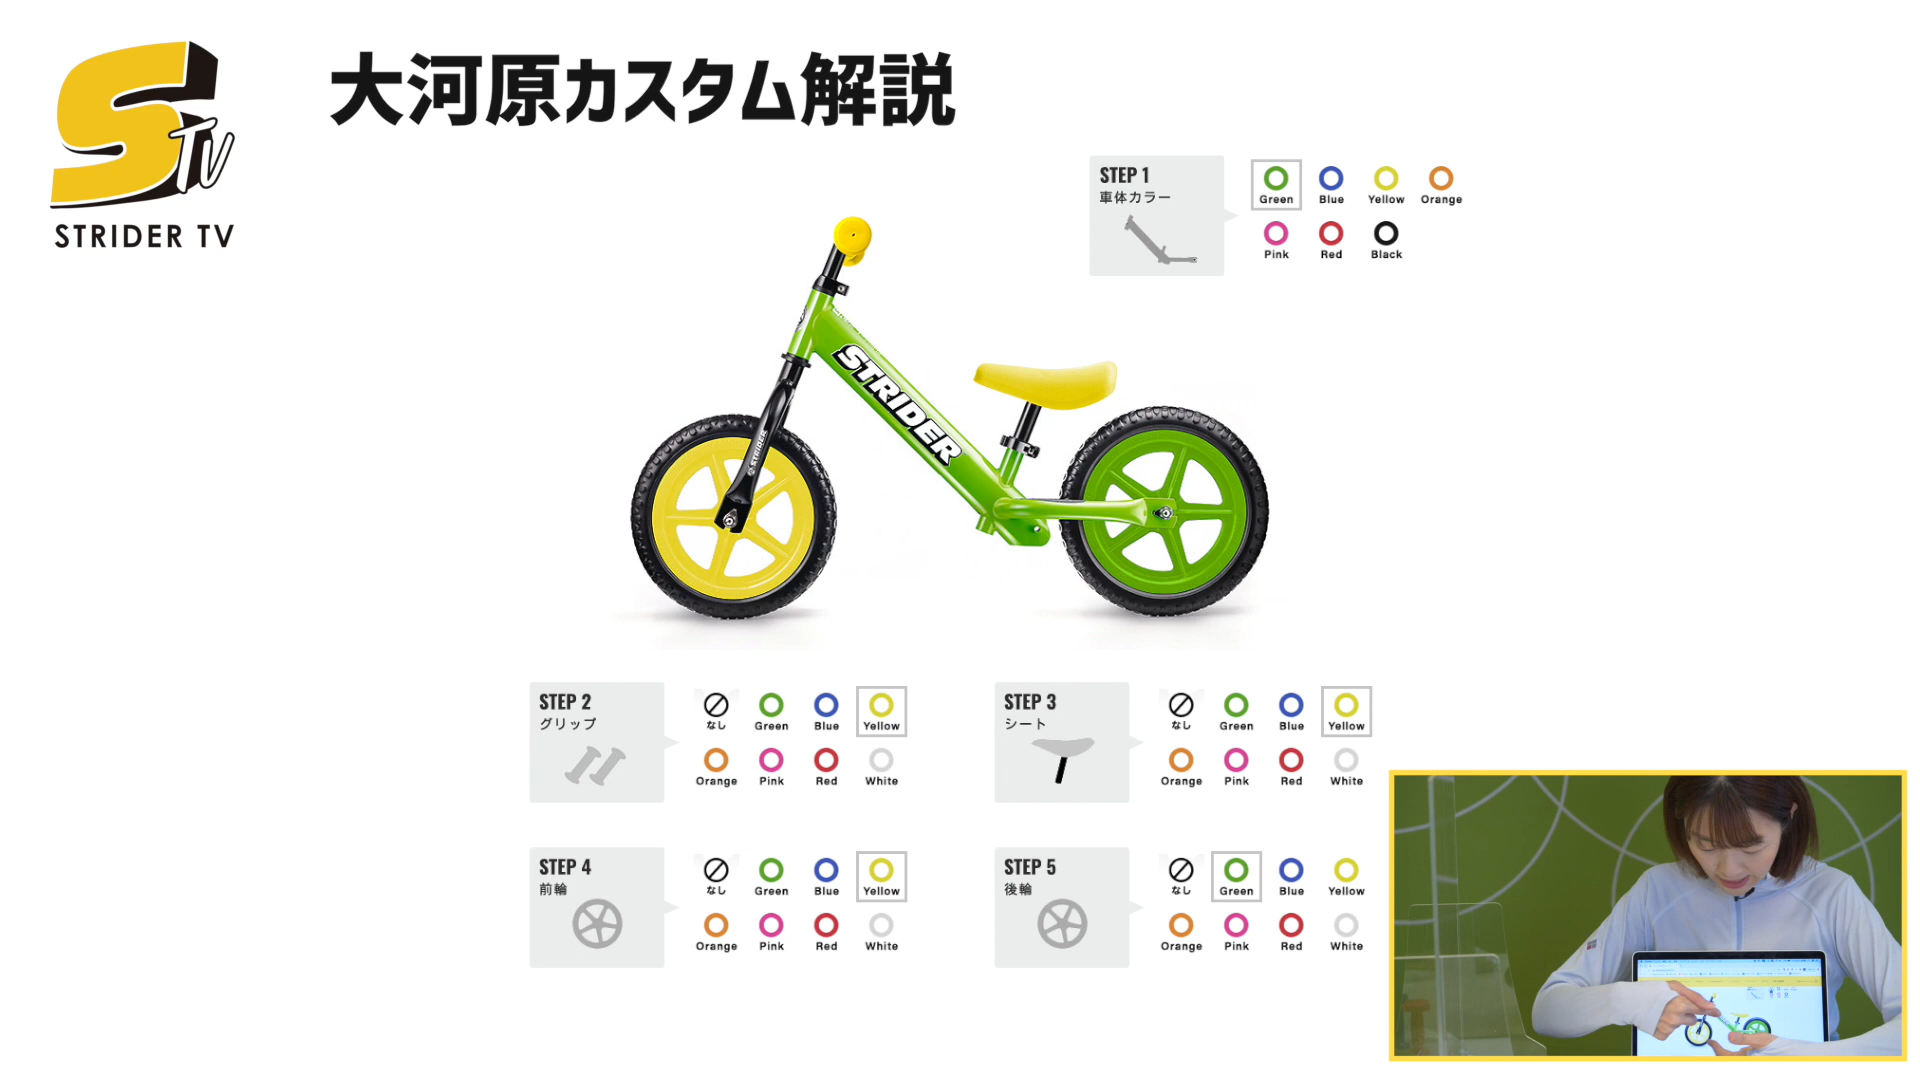 STV
STRIDER TV
大河原カスタム解説
STEP 1
車体カラー
Green Blue Yellow Orange
Pink Red Black
STRIDER
STRIDER
STEP 2
グリップ
なし Green Blue Yellow
Orange Pink Red White
STEP 3
シート
なし Green Blue Yellow
Orange Pink Red White
STEP 4
前輪
なし Green Blue Yellow
Orange Pink Red White
STEP 5
後輪
なし Green Blue Yellow
Orange Pink Red White